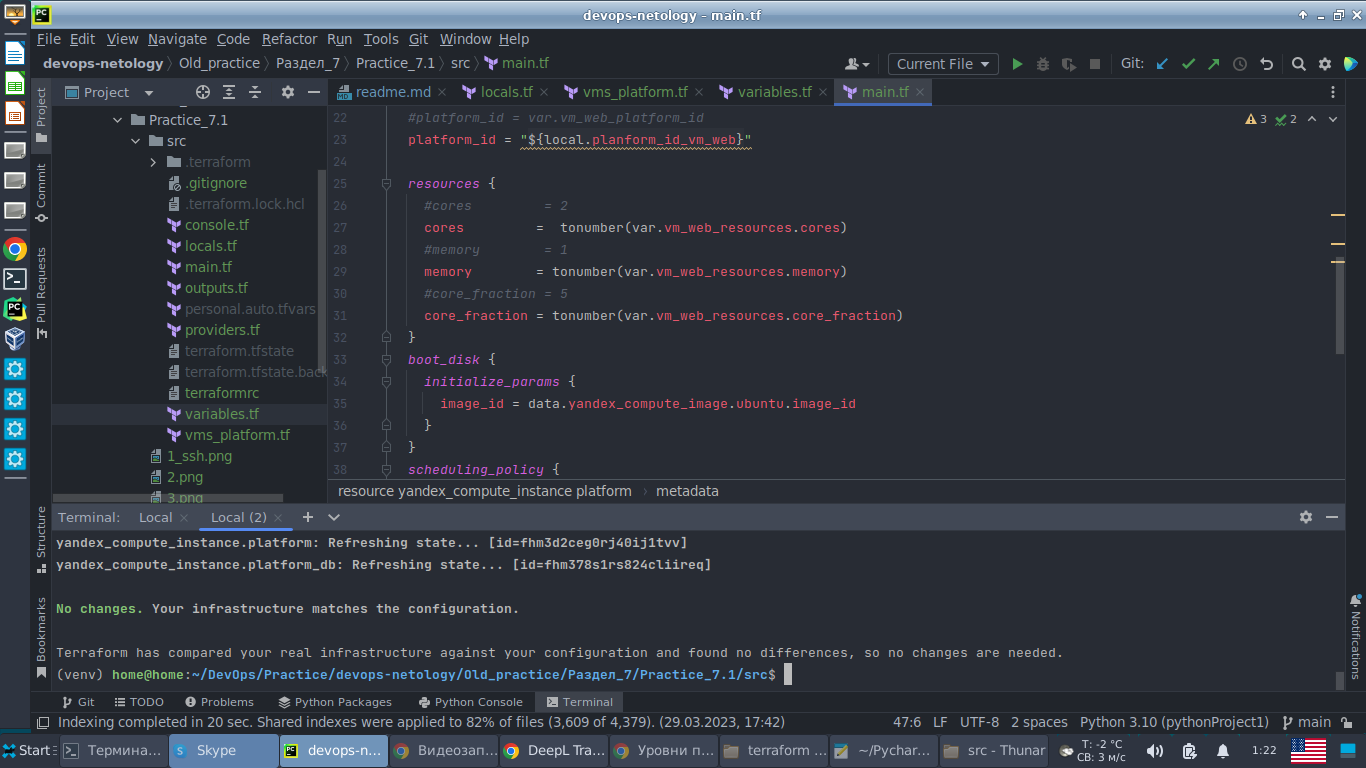 devops-netology – main.tf
File Edit View Navigate Code Refactor Run Tools Git Window Help
devops-netology Old_practice Раздел_7 Practice_7.1 src main.tf
Current File Git:
Project
readme.md locals.tf vms_platform.tf variables.tf main.tf
Project
Commit
Pull Requests
Structure
Bookmarks
Notifications
Practice_7.1
src
.terraform
.gitignore
.terraform.lock.hcl
console.tf
locals.tf
main.tf
outputs.tf
personal.auto.tfvars
providers.tf
terraform.tfstate
terraform.tfstate.back
terraformrc
variables.tf
vms_platform.tf
1_ssh.png
2.png
3.png
22 #platform_id = var.vm_web_platform_id
23 platform_id = "${local.planform_id_vm_web}"
24
25 resources {
26 #cores = 2
27 cores = tonumber(var.vm_web_resources.cores)
28 #memory = 1
29 memory = tonumber(var.vm_web_resources.memory)
30 #core_fraction = 5
31 core_fraction = tonumber(var.vm_web_resources.core_fraction)
32 }
33 boot_disk {
34 initialize_params {
35 image_id = data.yandex_compute_image.ubuntu.image_id
36 }
37 }
38 scheduling_policy {
3 2
resource yandex_compute_instance platform metadata
Terminal: Local Local (2)
yandex_compute_instance.platform: Refreshing state... [id=fhm3d2ceg0rj40ij1tvv]
yandex_compute_instance.platform_db: Refreshing state... [id=fhm378s1rs824cliireq]
No changes. Your infrastructure matches the configuration.
Terraform has compared your real infrastructure against your configuration and found no differences, so no changes are needed.
(venv) home@home:~/DevOps/Practice/devops-netology/Old_practice/Раздел_7/Practice_7.1/src$
Git TODO Problems Python Packages Python Console Terminal
Indexing completed in 20 sec. Shared indexes were applied to 82% of files (3,609 of 4,379). (29.03.2023, 17:42) 47:6 LF UTF-8 2 spaces Python 3.10 (pythonProject1) main
Start Термина... Skype devops-n... Видеозап... DeepL Tra... Уровни п... terraform ... ~/Pychar... src - Thunar T: -2 °C СВ: 3 м/с 1:22